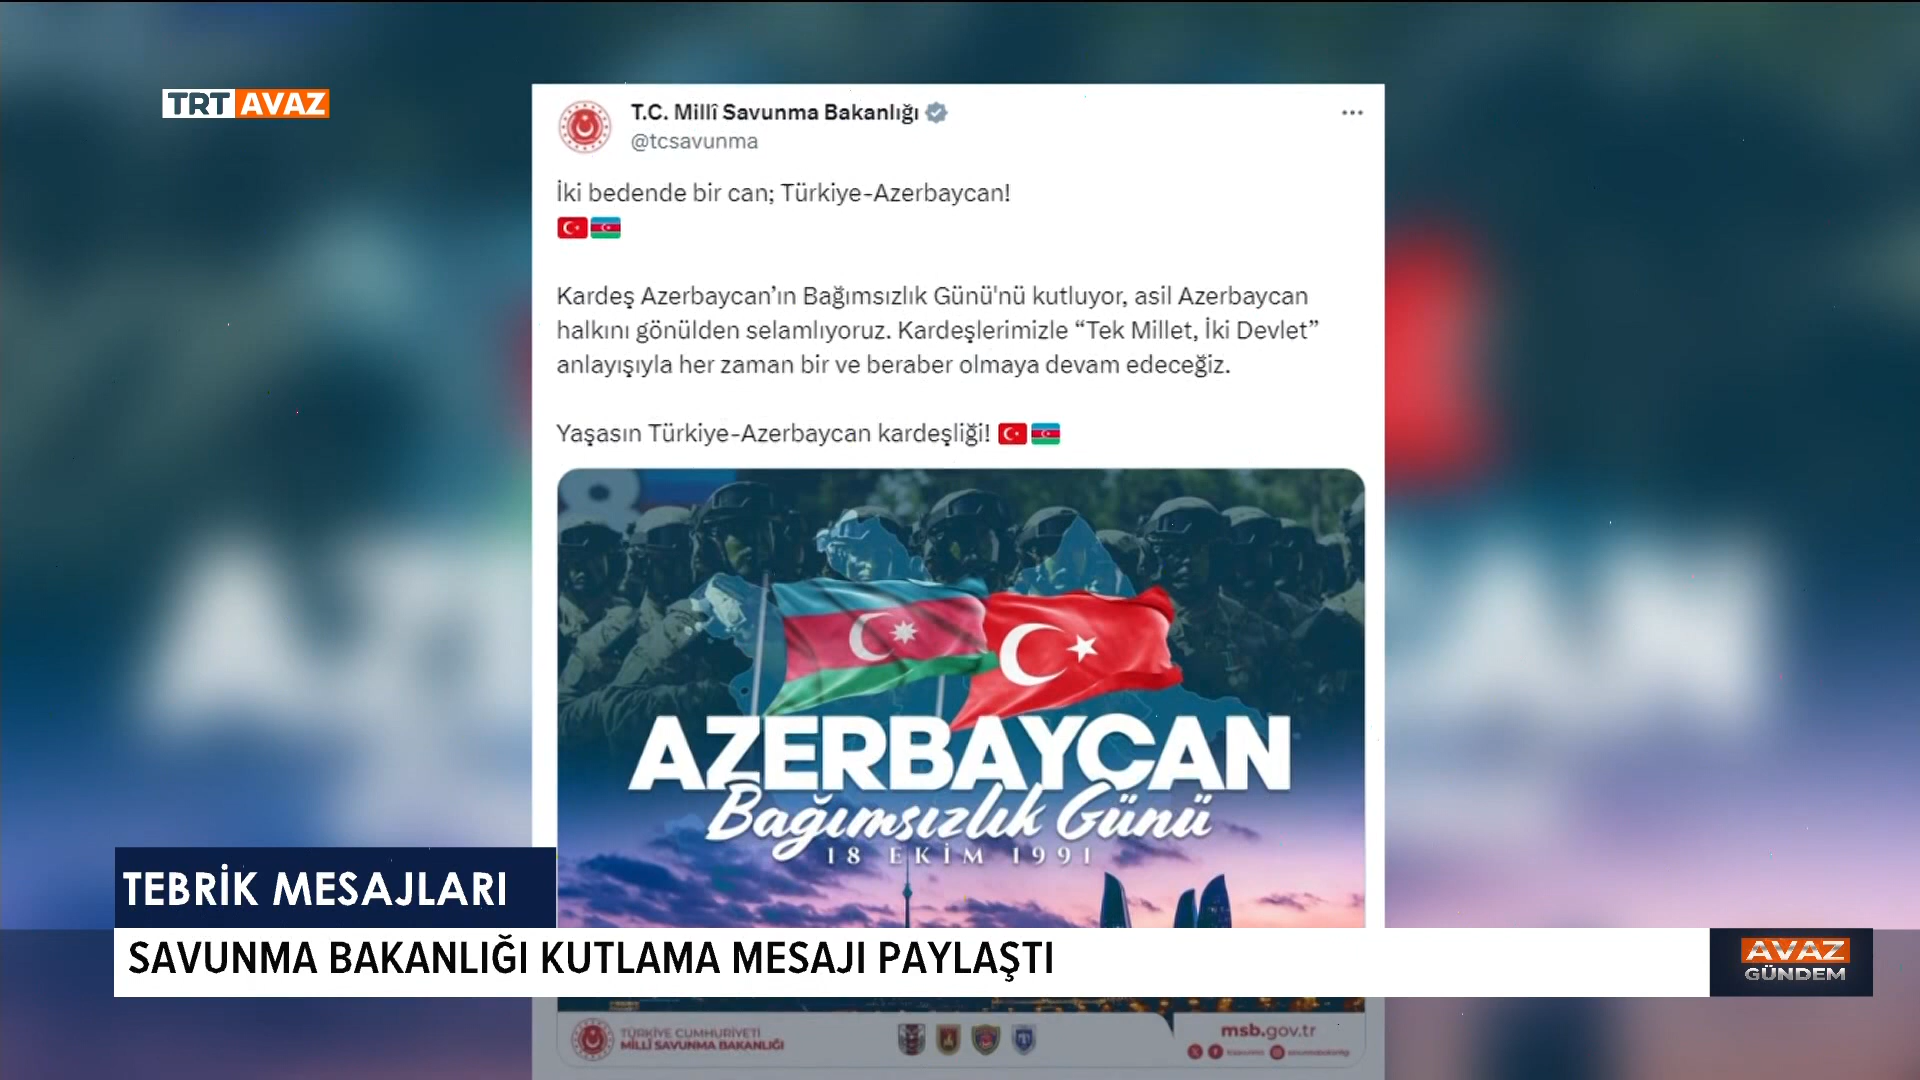 TRT AVAZ
T.C. Millî Savunma Bakanlığı
@tcsavunma
İki bedende bir can; Türkiye-Azerbaycan!
Kardeş Azerbaycan’ın Bağımsızlık Günü'nü kutluyor, asil Azerbaycan
halkını gönülden selamlıyoruz. Kardeşlerimizle “Tek Millet, İki Devlet”
anlayışıyla her zaman bir ve beraber olmaya devam edeceğiz.
Yaşasın Türkiye-Azerbaycan kardeşliği!
AZERBAYCAN
Bağımsızlık Günü
18 EKİM 1991
TEBRİK MESAJLARI
SAVUNMA BAKANLIĞI KUTLAMA MESAJI PAYLAŞTI
AVAZ
GÜNDEM
TÜRKİYE CUMHURİYETİ
MİLLÎ SAVUNMA BAKANLIĞI
msb.gov.tr